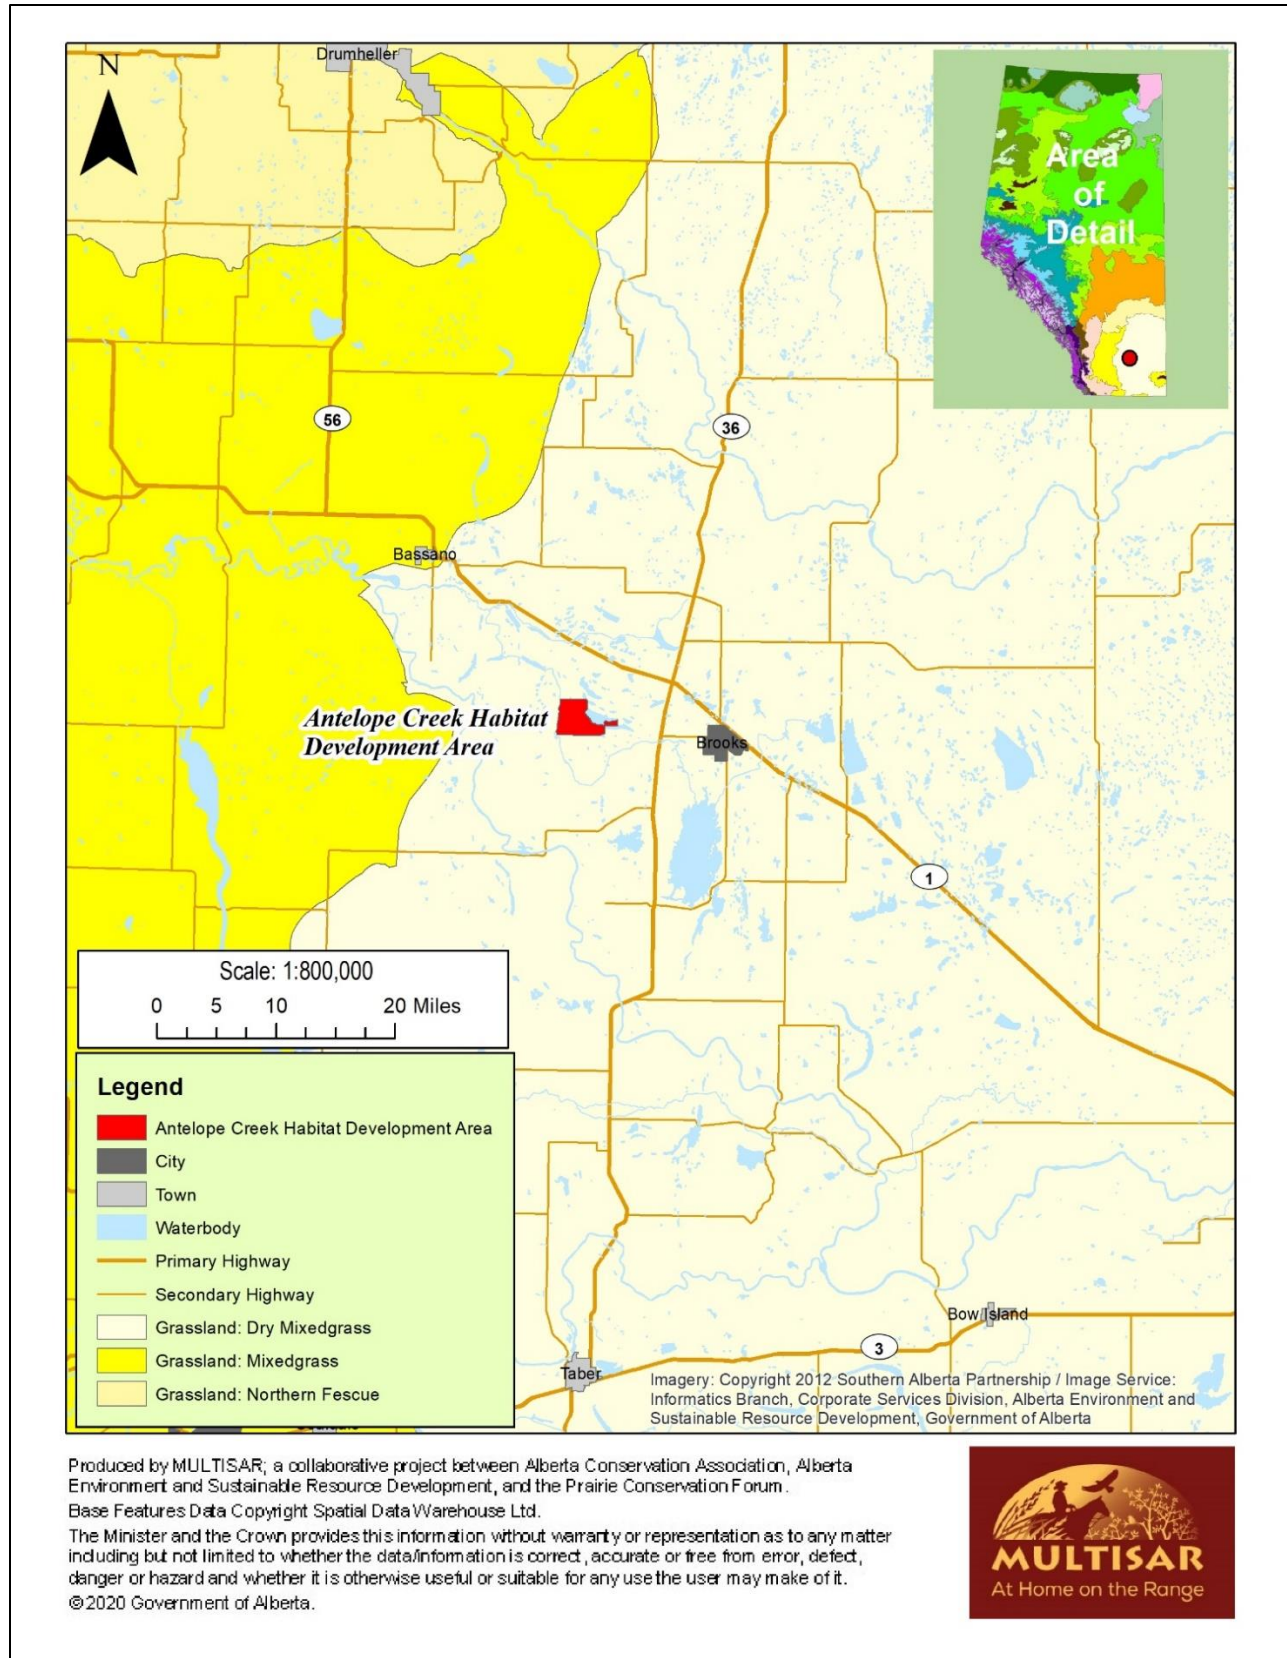 Drumheller
N
Area
of
Detail
56
36
Bassano
Antelope Creek Habitat
Development Area
Brooks
1
Scale: 1:800,000
0 5 10 20 Miles
Legend
Antelope Creek Habitat Development Area
City
Town
Waterbody
Primary Highway
Secondary Highway
Grassland: Dry Mixedgrass
Grassland: Mixedgrass
Grassland: Northern Fescue
Bow Island
3
Taber
Imagery: Copyright 2012 Southern Alberta Partnership / Image Service:
Informatics Branch, Corporate Services Division, Alberta Environment and
Sustainable Resource Development, Government of Alberta
Produced by MULTISAR; a collaborative project between Alberta Conservation Association, Alberta
Environment and Sustainable Resource Development, and the Prairie Conservation Forum.
Base Features Data Copyright Spatial Data Warehouse Ltd.
The Minister and the Crown provides this information without warranty or representation as to any matter
including but not limited to whether the data/information is correct, accurate or free from error, defect,
danger or hazard and whether it is otherwise useful or suitable for any use the user may make of it.
© 2020 Government of Alberta.
MULTISAR
At Home on the Range